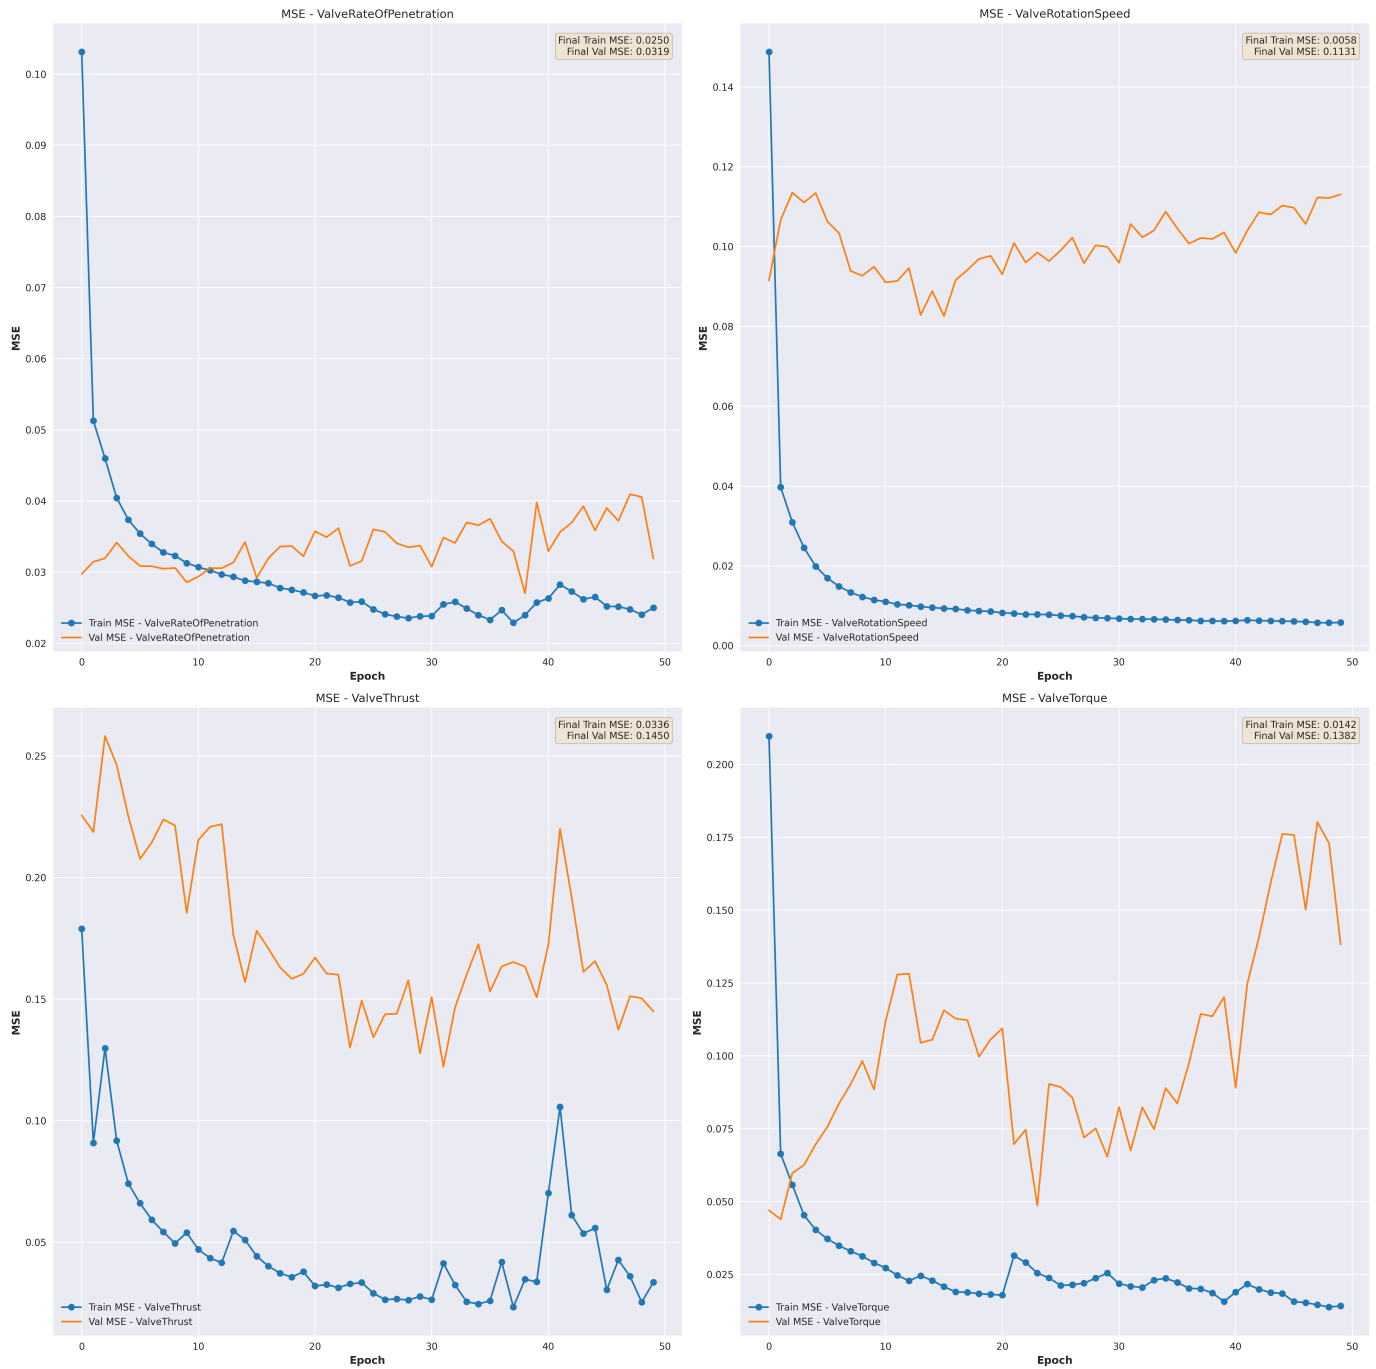 MSE - ValveRateOfPenetration
Final Train MSE: 0.0250
Final Val MSE: 0.0319
0.10
0.09
0.08
0.07
0.06
0.05
0.04
0.03
0.02
MSE
Train MSE - ValveRateOfPenetration
Val MSE - ValveRateOfPenetration
0 10 20 30 40 50
Epoch
MSE - ValveRotationSpeed
Final Train MSE: 0.0058
Final Val MSE: 0.1131
0.14
0.12
0.10
0.08
0.06
0.04
0.02
0.00
MSE
Train MSE - ValveRotationSpeed
Val MSE - ValveRotationSpeed
0 10 20 30 40 50
Epoch
MSE - ValveThrust
Final Train MSE: 0.0336
Final Val MSE: 0.1450
0.25
0.20
0.15
0.10
0.05
MSE
Train MSE - ValveThrust
Val MSE - ValveThrust
0 10 20 30 40 50
Epoch
MSE - ValveTorque
Final Train MSE: 0.0142
Final Val MSE: 0.1382
0.200
0.175
0.150
0.125
0.100
0.075
0.050
0.025
MSE
Train MSE - ValveTorque
Val MSE - ValveTorque
0 10 20 30 40 50
Epoch